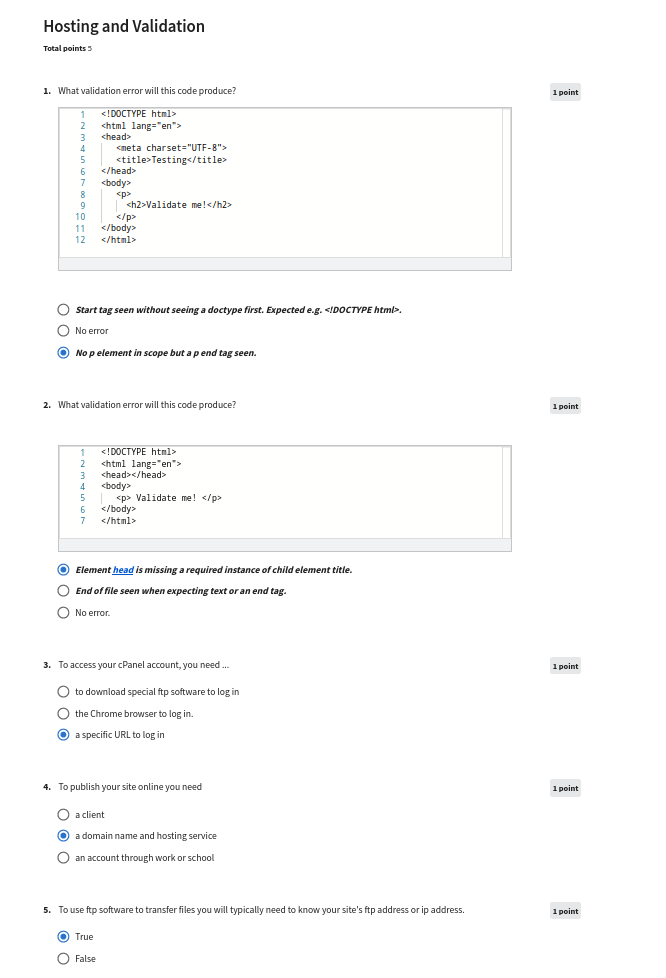 Hosting and Validation
Total points 5
1. What validation error will this code produce? 1 point
1 <!DOCTYPE html>
2 <html lang="en">
3 <head>
4 <meta charset="UTF-8">
5 <title>Testing</title>
6 </head>
7 <body>
8 <p>
9 <h2>Validate me!</h2>
10 </p>
11 </body>
12 </html>
Start tag seen without seeing a doctype first. Expected e.g. <!DOCTYPE html>.
No error
No p element in scope but a p end tag seen.
2. What validation error will this code produce? 1 point
1 <!DOCTYPE html>
2 <html lang="en">
3 <head></head>
4 <body>
5 <p> Validate me! </p>
6 </body>
7 </html>
Element head is missing a required instance of child element title.
End of file seen when expecting text or an end tag.
No error.
3. To access your cPanel account, you need ... 1 point
to download special ftp software to log in
the Chrome browser to log in.
a specific URL to log in
4. To publish your site online you need 1 point
a client
a domain name and hosting service
an account through work or school
5. To use ftp software to transfer files you will typically need to know your site's ftp address or ip address. 1 point
True
False